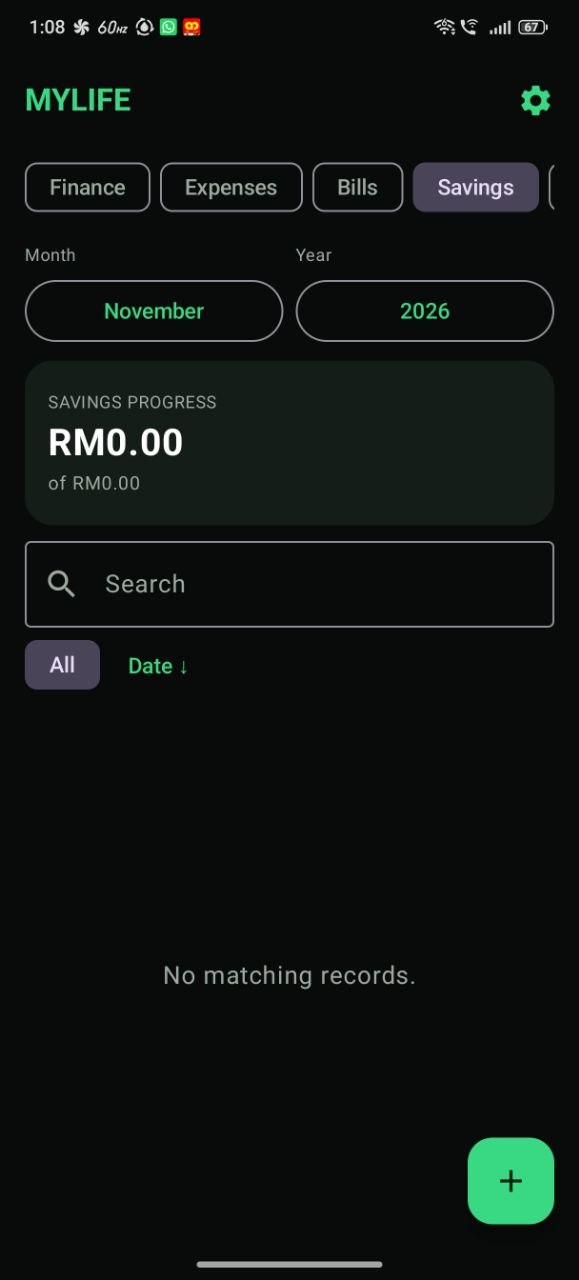 1:08 60HZ 67
MYLIFE
Finance Expenses Bills Savings
Month Year
November 2026
SAVINGS PROGRESS
RM0.00
of RM0.00
Search
All Date ↓
No matching records.
+